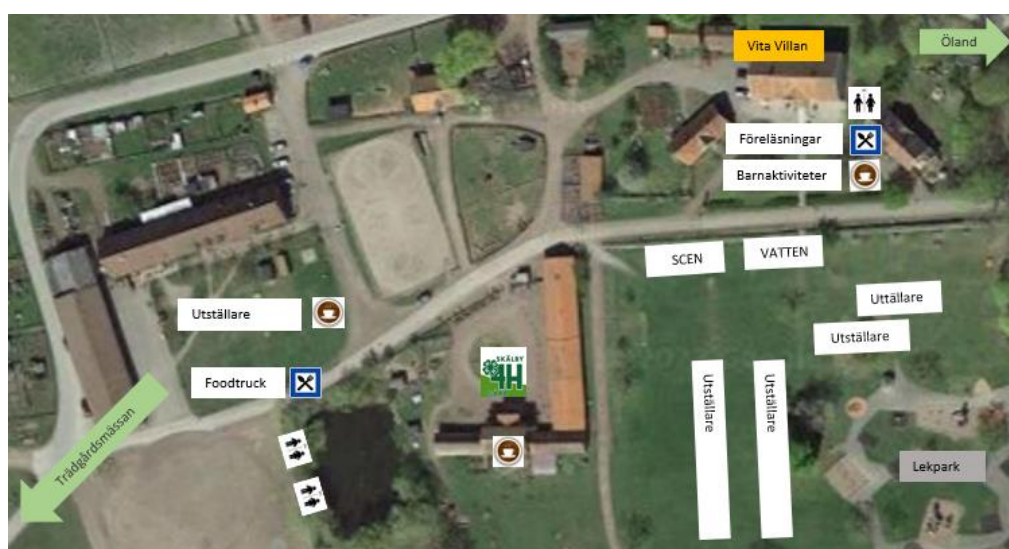 Vita Villan
Öland
Föreläsningar
Barnaktiviteter
SCEN
VATTEN
Uttällare
Utställare
Utställare
Foodtruck
SKÄLBY
4H
Utställare
Utställare
Lekpark
Trädgårdsmässan